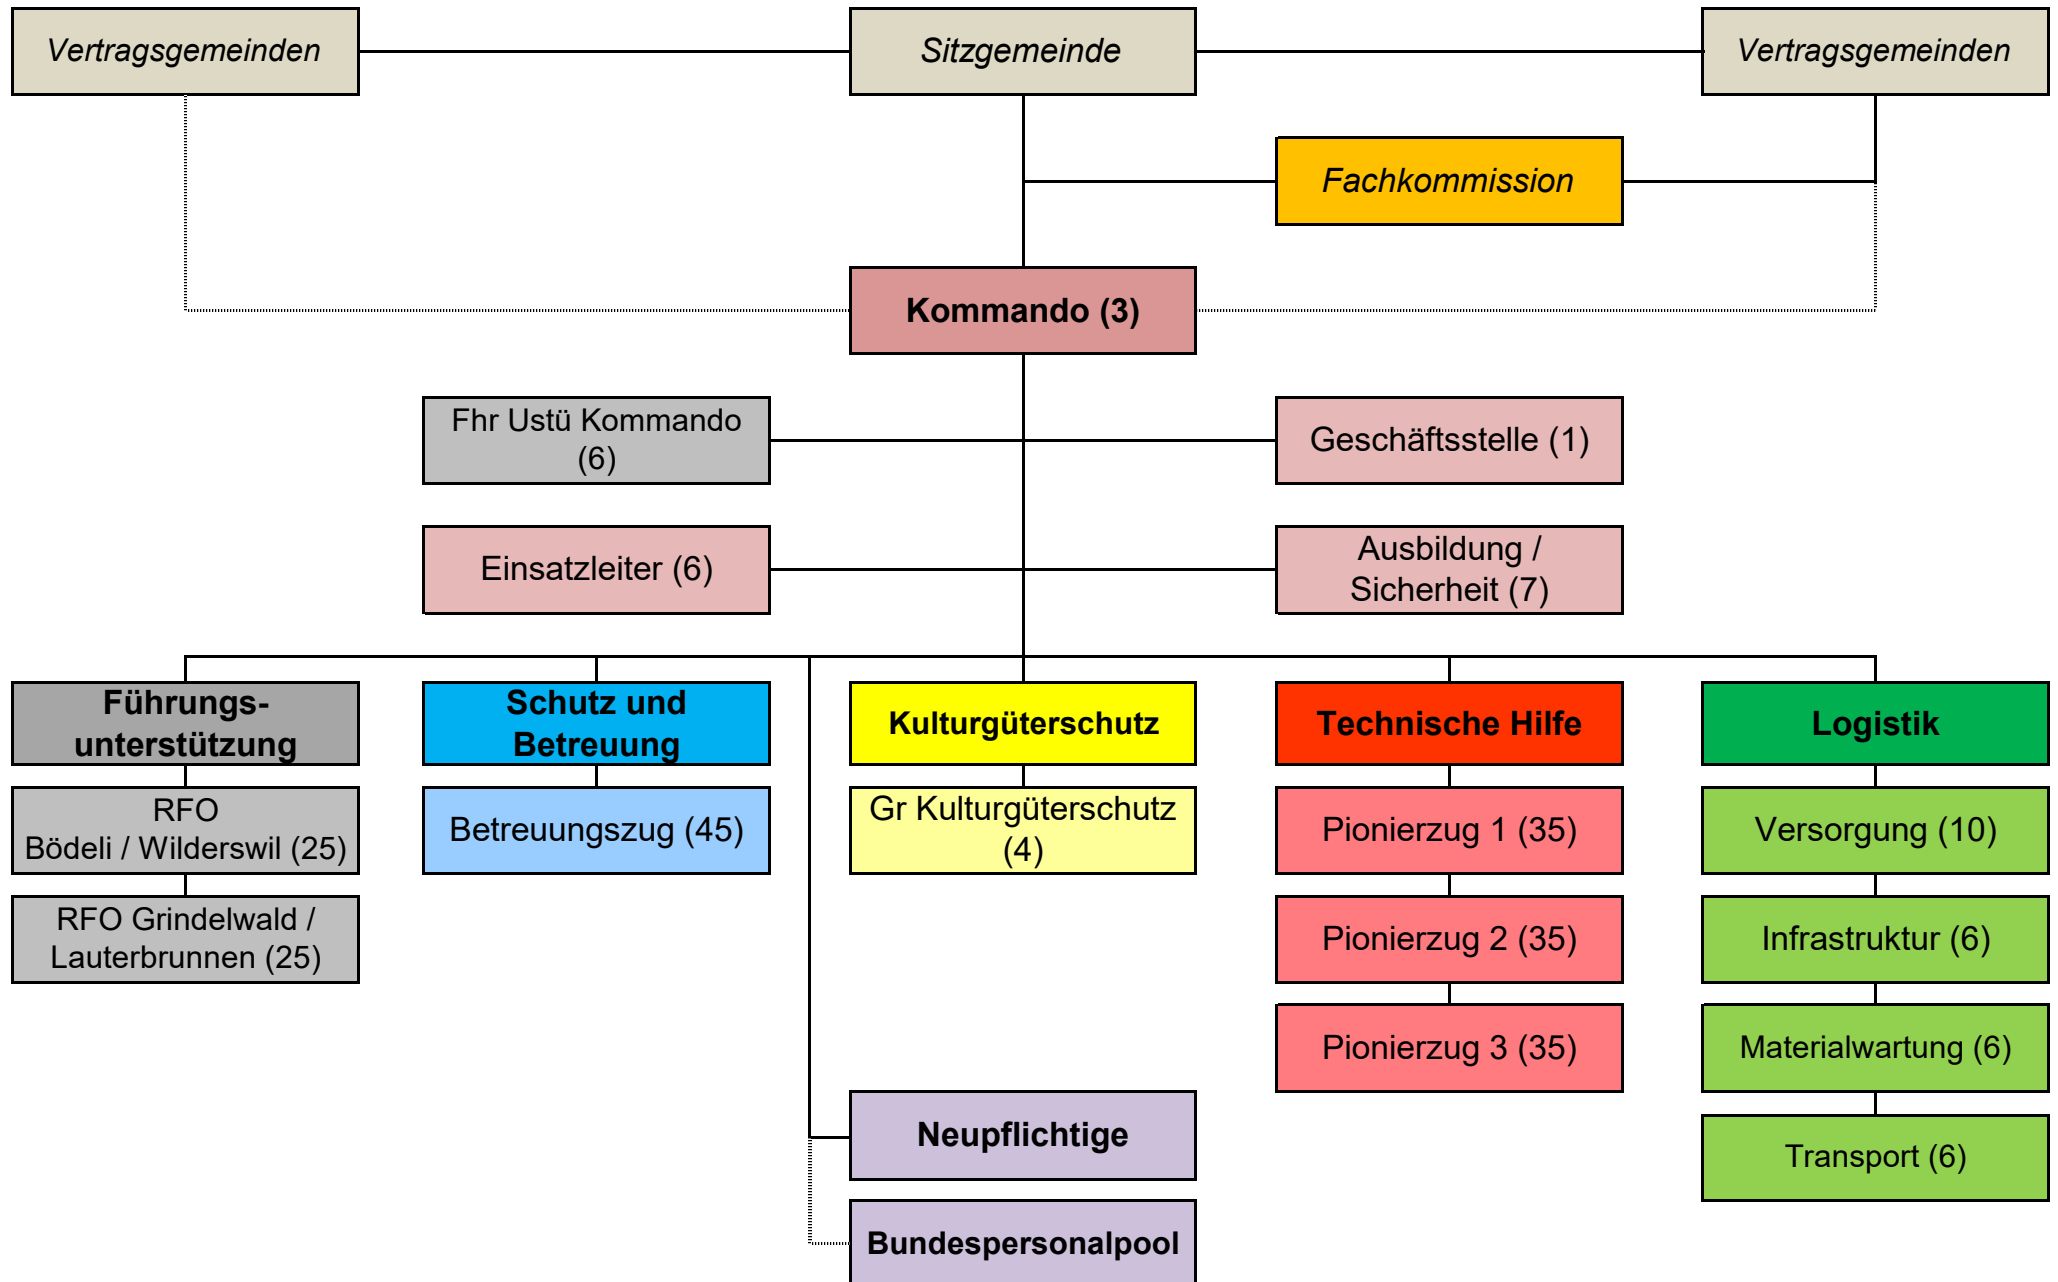 Vertragsgemeinden
Sitzgemeinde
Vertragsgemeinden
Fachkommission
Kommando (3)
Fhr Ustü Kommando
(6)
Geschäftsstelle (1)
Einsatzleiter (6)
Ausbildung /
Sicherheit (7)
Führungs-
unterstützung
Schutz und
Betreuung
Kulturgüterschutz
Technische Hilfe
Logistik
RFO
Bödeli / Wilderswil (25)
Betreuungszug (45)
Gr Kulturgüterschutz
(4)
Pionierzug 1 (35)
Versorgung (10)
RFO Grindelwald /
Lauterbrunnen (25)
Pionierzug 2 (35)
Infrastruktur (6)
Pionierzug 3 (35)
Materialwartung (6)
Neupflichtige
Transport (6)
Bundespersonalpool